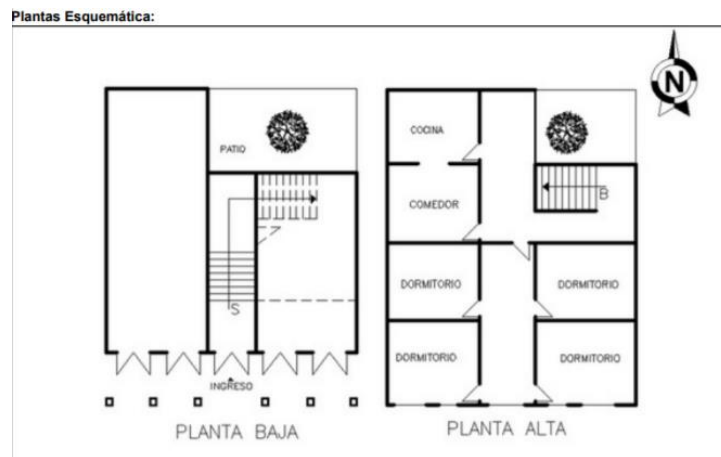 Plantas Esquemática:
N
PATIO
S
INGRESO
PLANTA BAJA
COCINA
COMEDOR
B
DORMITORIO
DORMITORIO
DORMITORIO
DORMITORIO
PLANTA ALTA